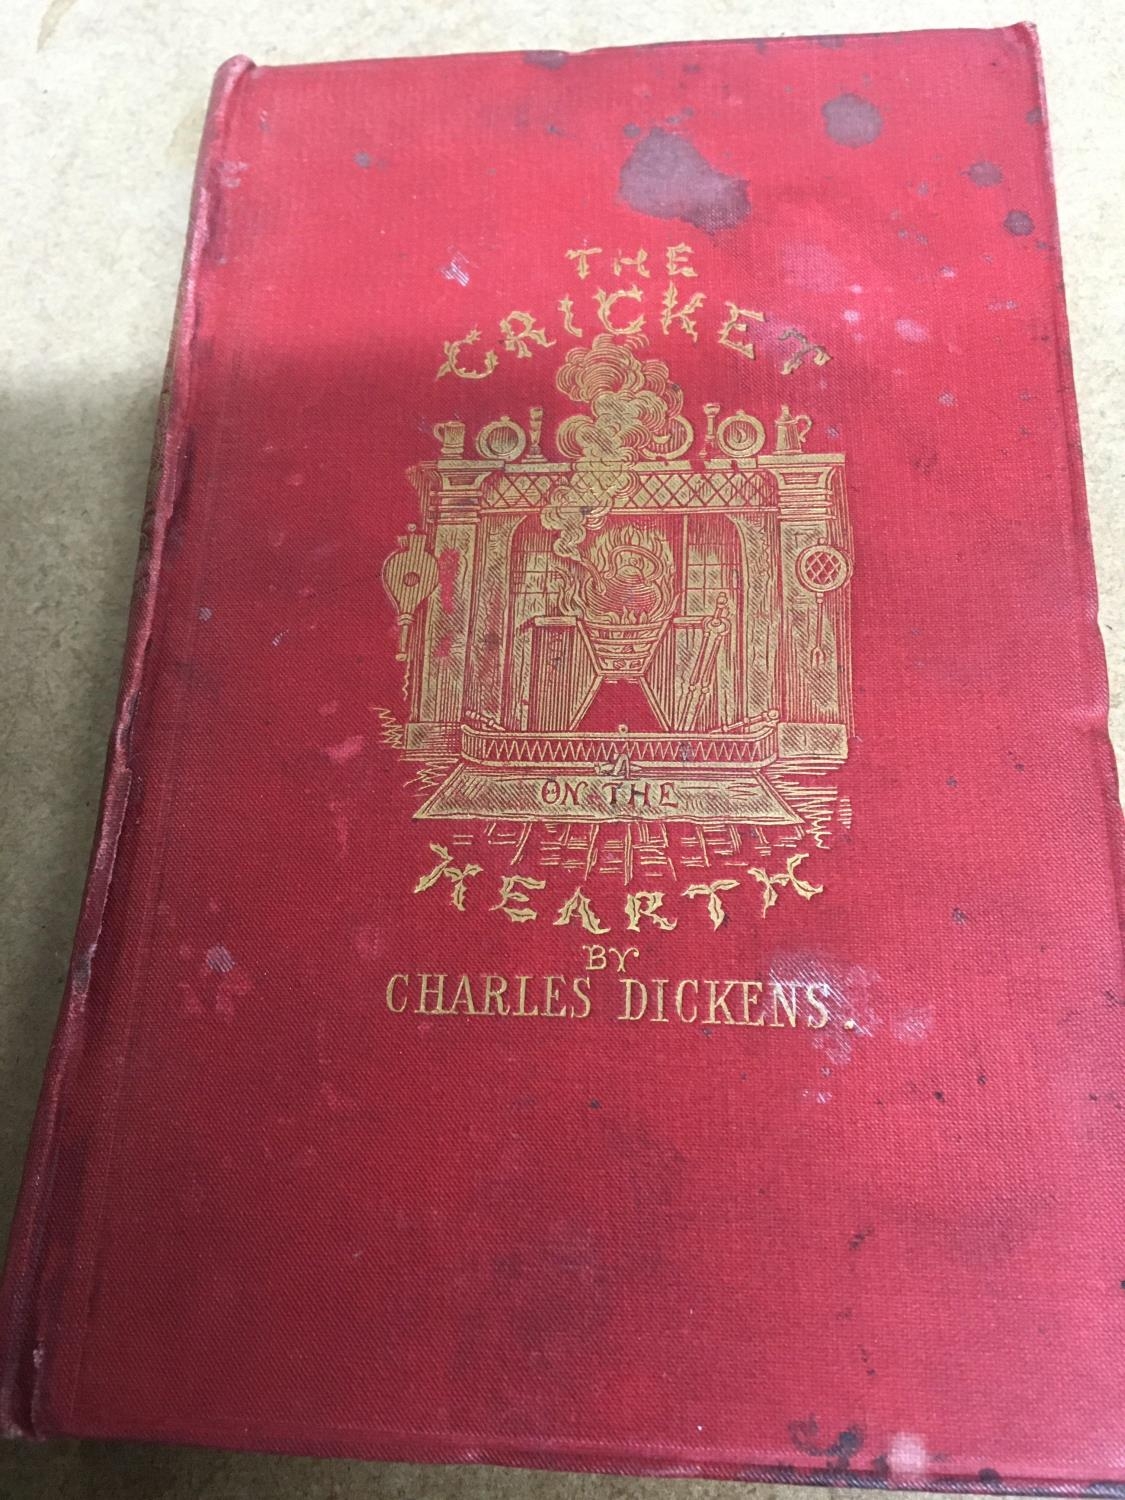 THE
CRICKET
ON THE
HEARTH
BY
CHARLES DICKENS.